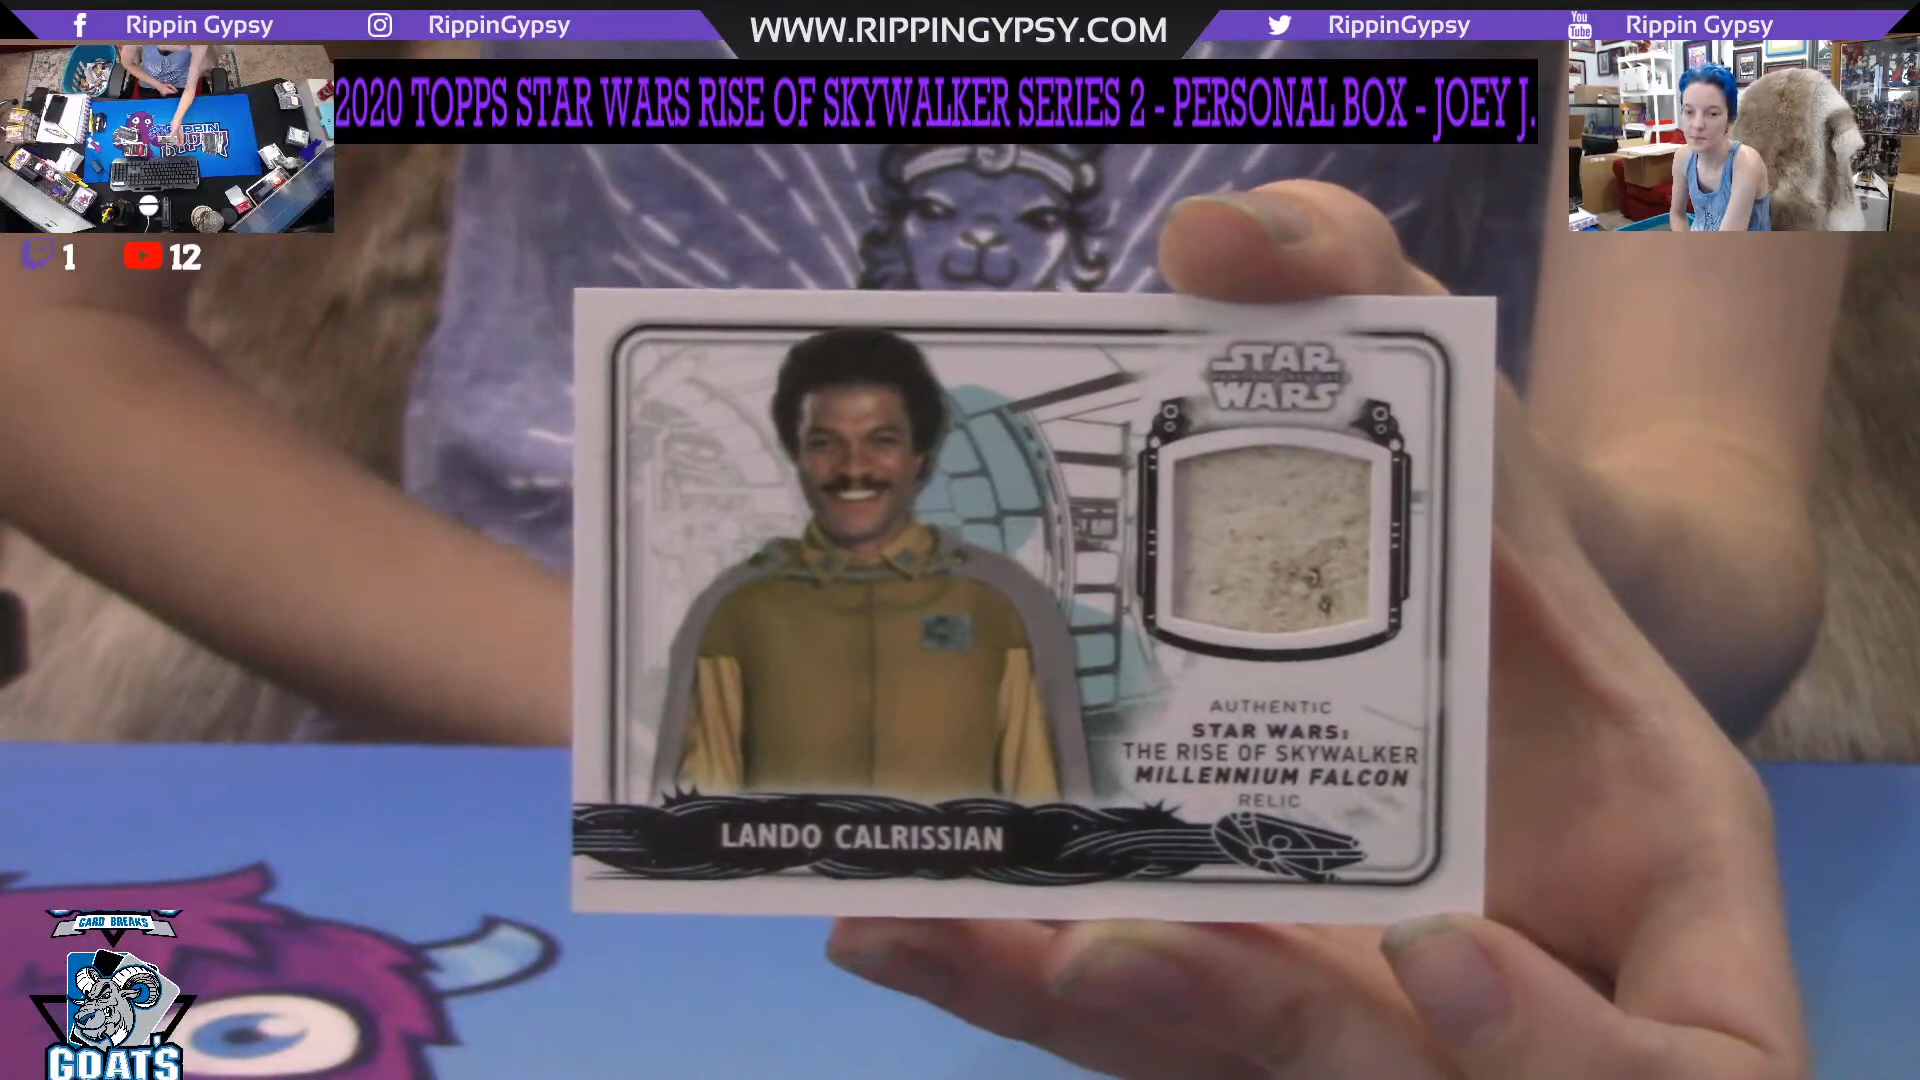 Rippin Gypsy
RippinGypsy
WWW.RIPPINGYPSY.COM
RippinGypsy
You
Tube
Rippin Gypsy
2020 TOPPS STAR WARS RISE OF SKYWALKER SERIES 2 - PERSONAL BOX - JOEY J.
1
12
STAR
WARS
AUTHENTIC
STAR WARS:
THE RISE OF SKYWALKER
MILLENNIUM FALCON
RELIC
LANDO CALRISSIAN
CARD BREAKS
GOATS